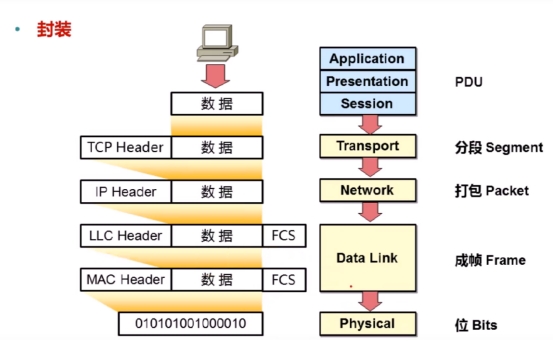 • 封装
Application
Presentation PDU
数据 Session
TCP Header 数据 Transport 分段 Segment
IP Header 数据 Network 打包 Packet
LLC Header 数据 FCS
Data Link 成帧 Frame
MAC Header 数据 FCS
010101001000010 Physical 位 Bits